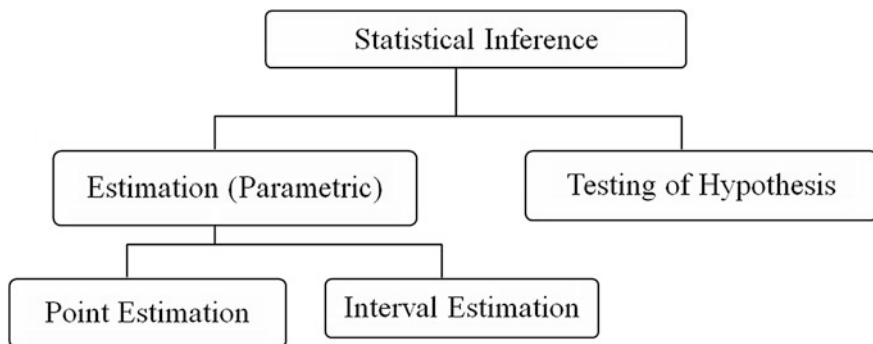 Statistical Inference
Estimation (Parametric)
Testing of Hypothesis
Point Estimation
Interval Estimation